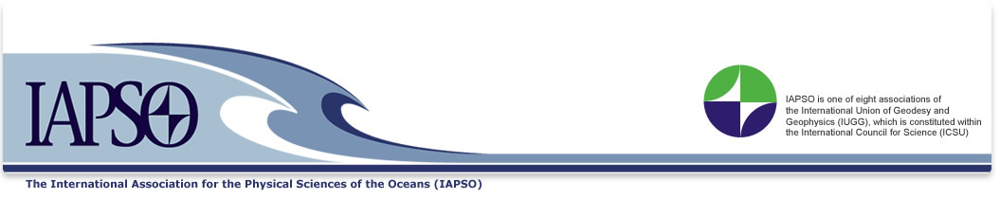 IAPSO
IAPSO is one of eight associations of
the International Union of Geodesy and
Geophysics (IUGG), which is constituted within
the International Council for Science (ICSU)
The International Association for the Physical Sciences of the Oceans (IAPSO)